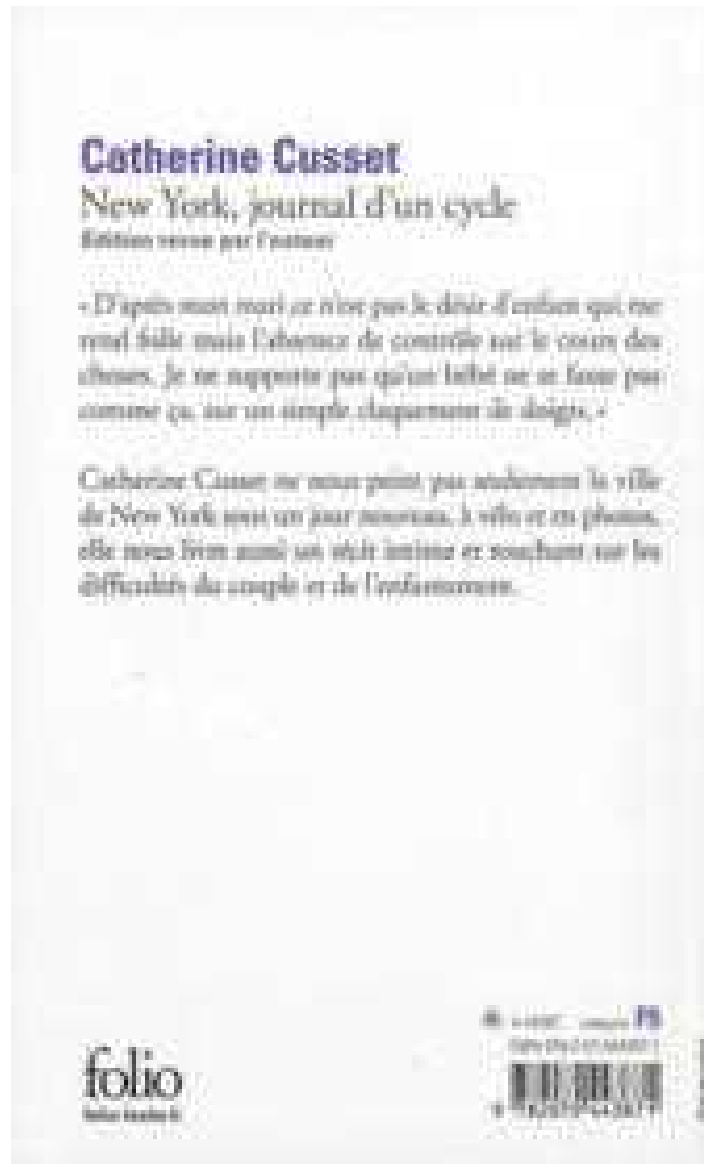 Catherine Cusset
New York, journal d'un cycle
Édition revue par l'auteur
« D'après mon mari ce n'est pas le désir d'enfant qui me
rend folle mais l'absence de contrôle sur le cours des
choses. Je ne supporte pas qu'un bébé ne se fasse pas
comme ça, sur un simple claquement de doigts. »
Catherine Cusset ne nous peint pas seulement la ville
de New York sous un jour nouveau, à vélo et en photos,
elle nous livre aussi un récit intime et touchant sur les
difficultés du couple et de l'enfantement.
folio